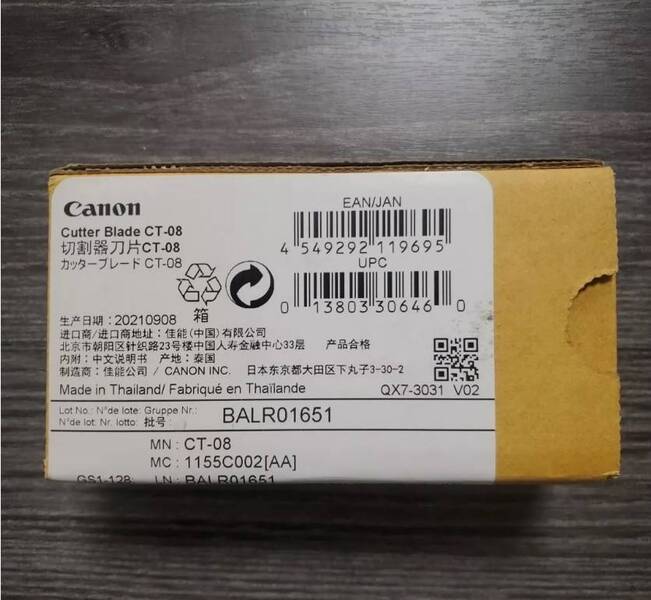 Canon
Cutter Blade CT-08
切割器刀片CT-08
カッターブレード CT-08
EAN/JAN
4 549292 119695
UPC
0 13803 30646 0
箱
生产日期：20210908
进口商/进口商地址：佳能(中国)有限公司
北京市朝阳区针织路23号楼中国人寿金融中心33层 产品合格
内附：中文说明书 产地：泰国
制造商：佳能公司 / CANON INC. 日本东京都大田区下丸子3-30-2
Made in Thailand/ Fabriqué en Thaïlande QX7-3031 V02
Lot No.: N°de lote: Gruppe Nr.:
N°de lot: Nr. lotto: 批号: BALR01651
MN : CT-08
MC : 1155C002[AA]
GS1-128: LN : BALR01651